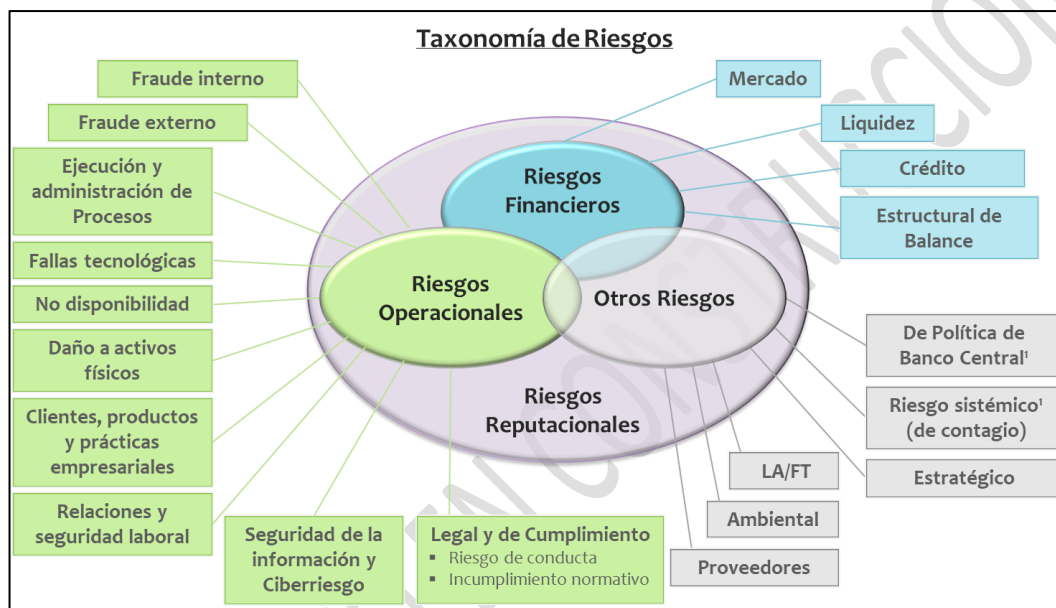 Taxonomía de Riesgos
Fraude interno
Fraude externo
Ejecución y
administración de
Procesos
Fallas tecnológicas
No disponibilidad
Daño a activos
físicos
Clientes, productos
y prácticas
empresariales
Relaciones y
seguridad laboral
Seguridad de la
información y
Ciberriesgo
Legal y de Cumplimiento
▪ Riesgo de conducta
▪ Incumplimiento normativo
Riesgos
Financieros
Riesgos
Operacionales
Otros Riesgos
Riesgos
Reputacionales
Mercado
Liquidez
Crédito
Estructural de
Balance
De Política de
Banco Central¹
Riesgo sistémico¹
(de contagio)
Estratégico
LA/FT
Ambiental
Proveedores
EN CONSTRUCCION